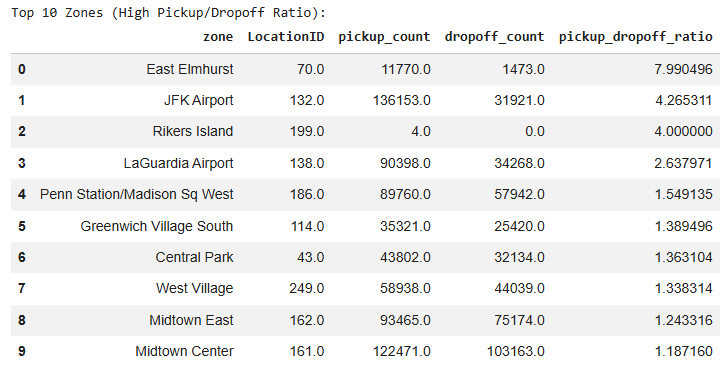 Top 10 Zones (High Pickup/Dropoff Ratio):
zone LocationID pickup_count dropoff_count pickup_dropoff_ratio
0 East Elmhurst 70.0 11770.0 1473.0 7.990496
1 JFK Airport 132.0 136153.0 31921.0 4.265311
2 Rikers Island 199.0 4.0 0.0 4.000000
3 LaGuardia Airport 138.0 90398.0 34268.0 2.637971
4 Penn Station/Madison Sq West 186.0 89760.0 57942.0 1.549135
5 Greenwich Village South 114.0 35321.0 25420.0 1.389496
6 Central Park 43.0 43802.0 32134.0 1.363104
7 West Village 249.0 58938.0 44039.0 1.338314
8 Midtown East 162.0 93465.0 75174.0 1.243316
9 Midtown Center 161.0 122471.0 103163.0 1.187160